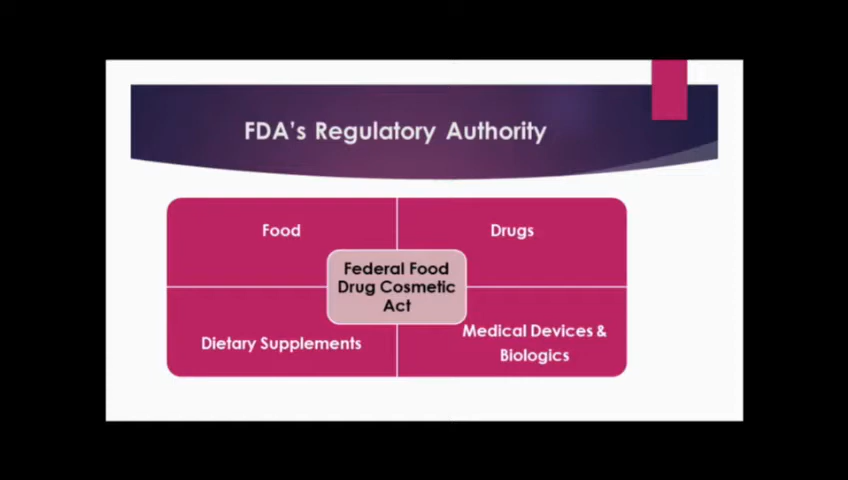 FDA's Regulatory Authority
Food
Drugs
Federal Food
Drug Cosmetic
Act
Dietary Supplements
Medical Devices &
Biologics